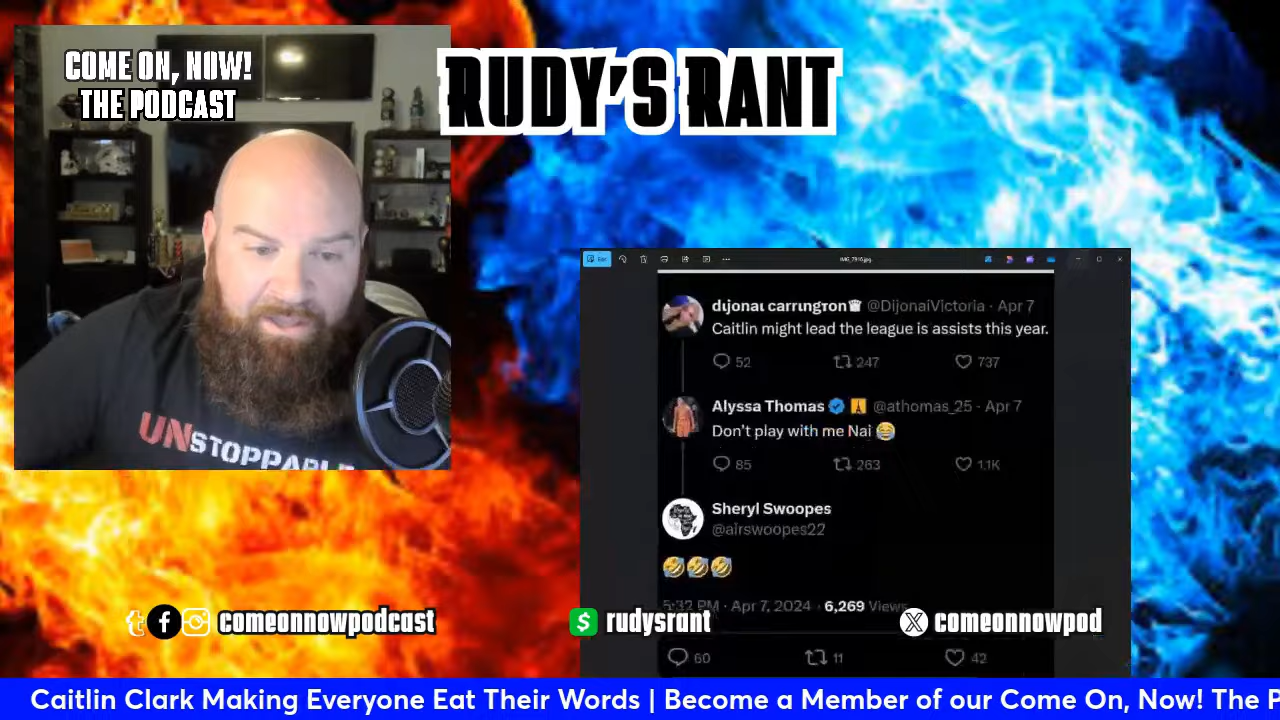 COME ON, NOW!
THE PODCAST
RUDY'S RANT
UNSTOPPABLE
Edit
IMG_7916.jpg
dıjonaı carrıngтon @DijonaiVictoria · Apr 7
Caitlin might lead the league is assists this year.
52 247 737
Alyssa Thomas @athomas_25 · Apr 7
Don't play with me Nai
85 263 1.1K
Sheryl Swoopes
@airswoopes22
5:32 PM · Apr 7, 2024 · 6,269 Views
60 11 42
comeonnowpodcast
rudysrant
comeonnowpod
Caitlin Clark Making Everyone Eat Their Words | Become a Member of our Come On, Now! The P